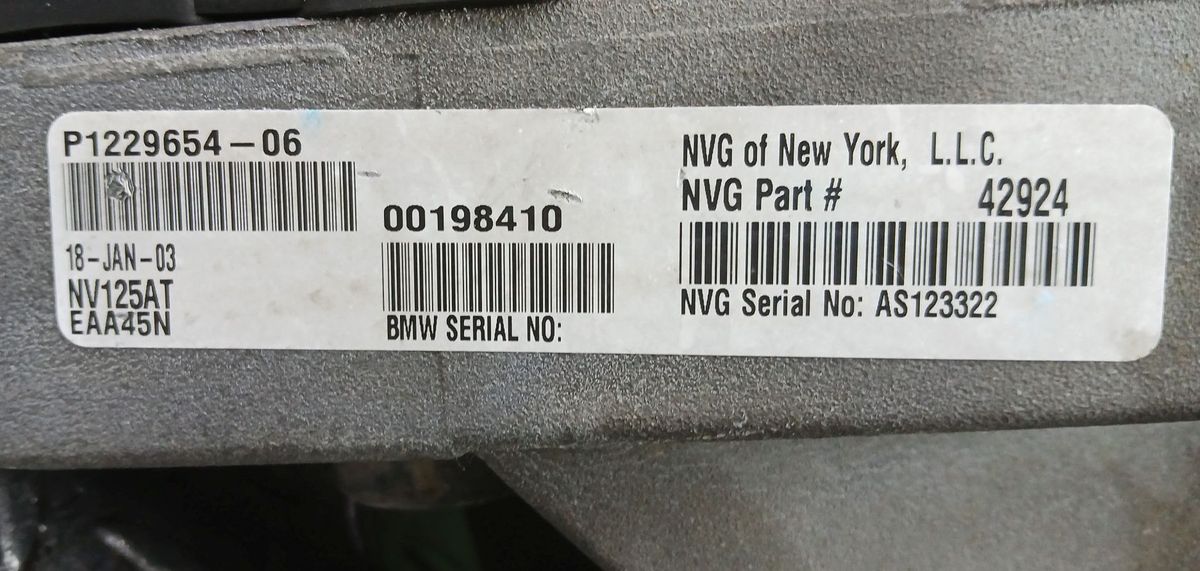 P1229654-06
18-JAN-03
NV125AT
EAA45N
00198410
BMW SERIAL NO:
NVG of New York, L.L.C.
NVG Part # 42924
NVG Serial No: AS123322